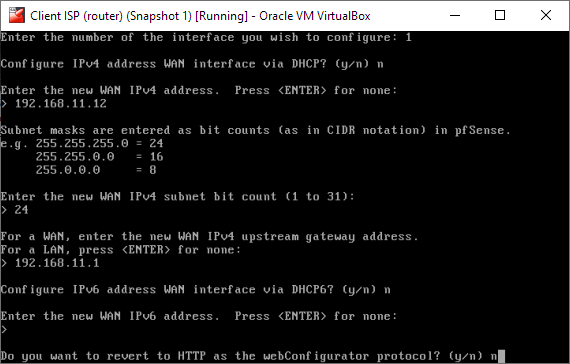 Client ISP (router) (Snapshot 1) [Running] - Oracle VM VirtualBox
Enter the number of the interface you wish to configure: 1
Configure IPv4 address WAN interface via DHCP? (y/n) n
Enter the new WAN IPv4 address.  Press <ENTER> for none:
> 192.168.11.12
Subnet masks are entered as bit counts (as in CIDR notation) in pfSense.
e.g. 255.255.255.0 = 24
     255.255.0.0   = 16
     255.0.0.0     = 8
Enter the new WAN IPv4 subnet bit count (1 to 31):
> 24
For a WAN, enter the new WAN IPv4 upstream gateway address.
For a LAN, press <ENTER> for none:
> 192.168.11.1
Configure IPv6 address WAN interface via DHCP6? (y/n) n
Enter the new WAN IPv6 address.  Press <ENTER> for none:
>
Do you want to revert to HTTP as the webConfigurator protocol? (y/n) n